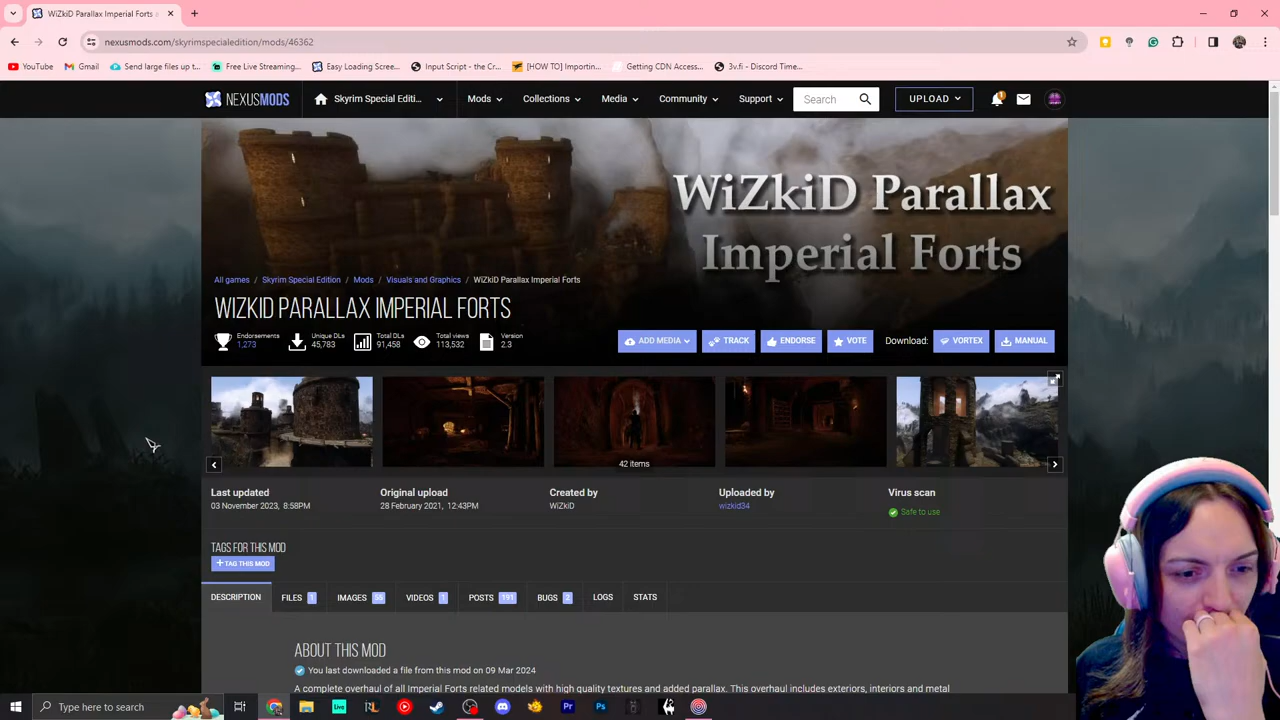 WiZkiD Parallax Imperial Forts a
nexusmods.com/skyrimspecialedition/mods/46362
YouTube
Gmail
Send large files up t...
Free Live Streaming...
Easy Loading Scree...
Input Script - the Cr...
[HOW TO] Importin...
Getting CDN Access...
3v.fi - Discord Time...
NEXUSMODS
Skyrim Special Editi...
Mods
Collections
Media
Community
Support
Search
UPLOAD
1
WiZkiD Parallax
Imperial Forts
All games / Skyrim Special Edition / Mods / Visuals and Graphics / WiZkiD Parallax Imperial Forts
WIZKID PARALLAX IMPERIAL FORTS
Endorsements
1,273
Unique DLs
45,783
Total DLs
91,458
Total views
113,532
Version
2.3
ADD MEDIA
TRACK
ENDORSE
VOTE
Download:
VORTEX
MANUAL
42 items
Last updated
03 November 2023, 8:58PM
Original upload
28 February 2021, 12:43PM
Created by
WiZkiD
Uploaded by
wizkid34
Virus scan
Safe to use
TAGS FOR THIS MOD
+ TAG THIS MOD
DESCRIPTION
FILES 1
IMAGES 55
VIDEOS 1
POSTS 191
BUGS 2
LOGS
STATS
ABOUT THIS MOD
You last downloaded a file from this mod on 09 Mar 2024
A complete overhaul of all Imperial Forts related models with high quality textures and added parallax. This overhaul includes exteriors, interiors and metal
Type here to search
Live
Pr
Ps